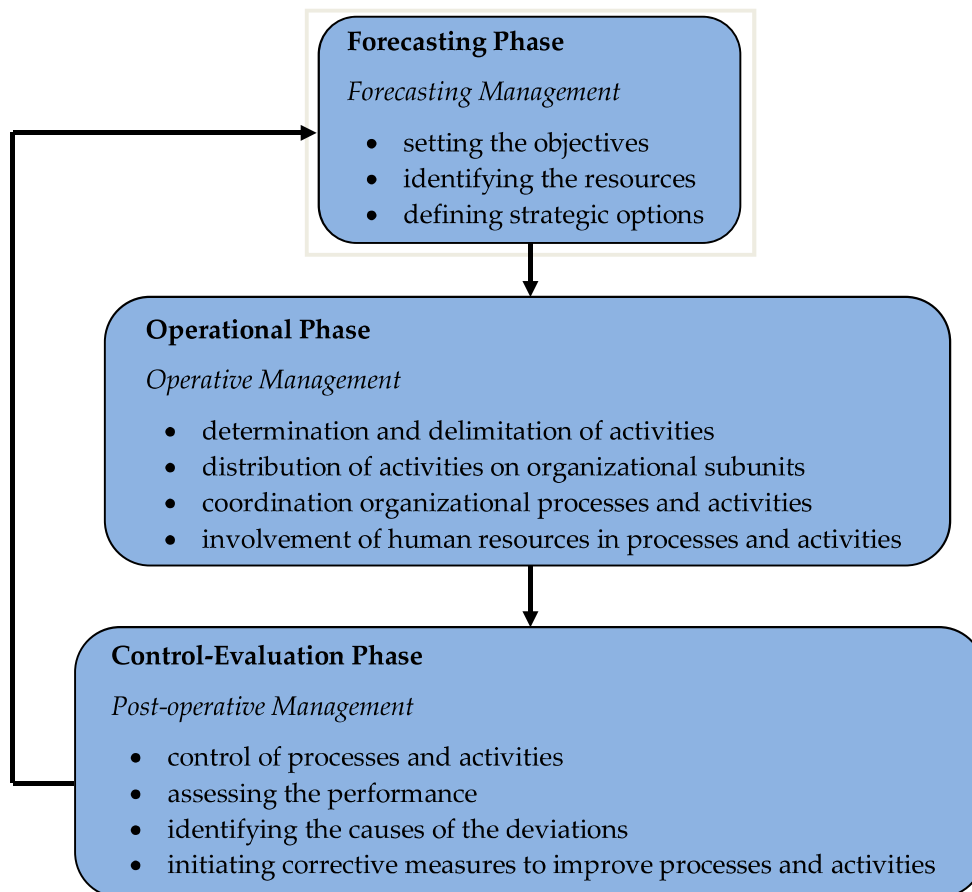 Forecasting Phase
Forecasting Management
• setting the objectives
• identifying the resources
• defining strategic options
Operational Phase
Operative Management
• determination and delimitation of activities
• distribution of activities on organizational subunits
• coordination organizational processes and activities
• involvement of human resources in processes and activities
Control-Evaluation Phase
Post-operative Management
• control of processes and activities
• assessing the performance
• identifying the causes of the deviations
• initiating corrective measures to improve processes and activities